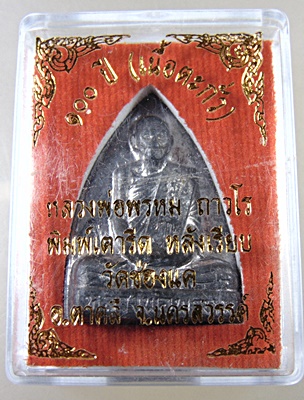 ๑๐๐ ปี (เนื้อตะกั่ว)
หลวงพ่อพรหม ถาวโร
พิมพ์เตารีด หลังเรียบ
วัดช่องแค
อ.ตาคลี จ.นครสวรรค์